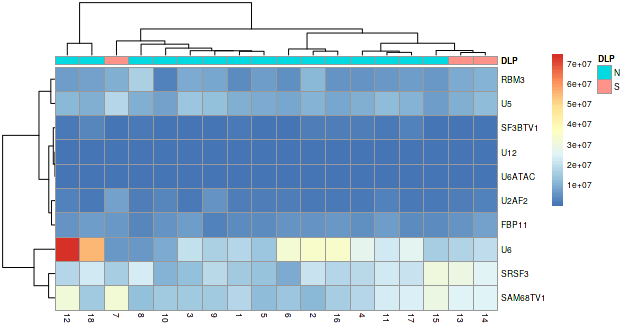 DLP
DLP
N
S
RBM3
U5
SF3BTV1
U12
U6ATAC
U2AF2
FBP11
U6
SRSF3
SAM68TV1
7e+07
6e+07
5e+07
4e+07
3e+07
2e+07
1e+07
12 18 7 8 10 3 9 1 5 6 2 16 4 11 17 15 13 14